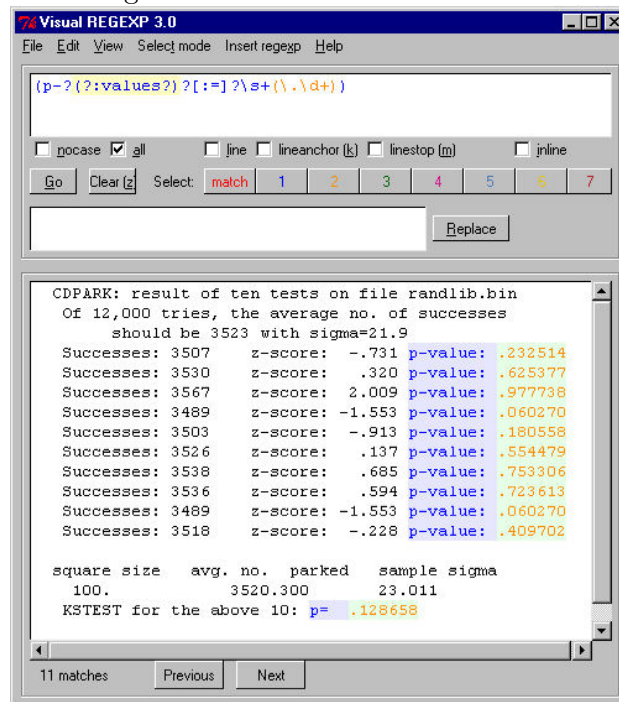 Visual REGEXP 3.0
File Edit View Select mode Insert regexp Help
(p-?(?:values?)?[:=]?\s+(\.\d+))
nocase all line lineanchor (k) linestop (m) inline
Go Clear (z) Select: match 1 2 3 4 5 6 7
Replace
CDPARK: result of ten tests on file randlib.bin
Of 12,000 tries, the average no. of successes
should be 3523 with sigma=21.9
Successes: 3507 z-score: -.731 p-value: .232514
Successes: 3530 z-score: .320 p-value: .625377
Successes: 3567 z-score: 2.009 p-value: .977738
Successes: 3489 z-score: -1.553 p-value: .060270
Successes: 3503 z-score: -.913 p-value: .180558
Successes: 3526 z-score: .137 p-value: .554479
Successes: 3538 z-score: .685 p-value: .753306
Successes: 3536 z-score: .594 p-value: .723613
Successes: 3489 z-score: -1.553 p-value: .060270
Successes: 3518 z-score: -.228 p-value: .409702
square size avg. no. parked sample sigma
100. 3520.300 23.011
KSTEST for the above 10: p= .128658
11 matches Previous Next